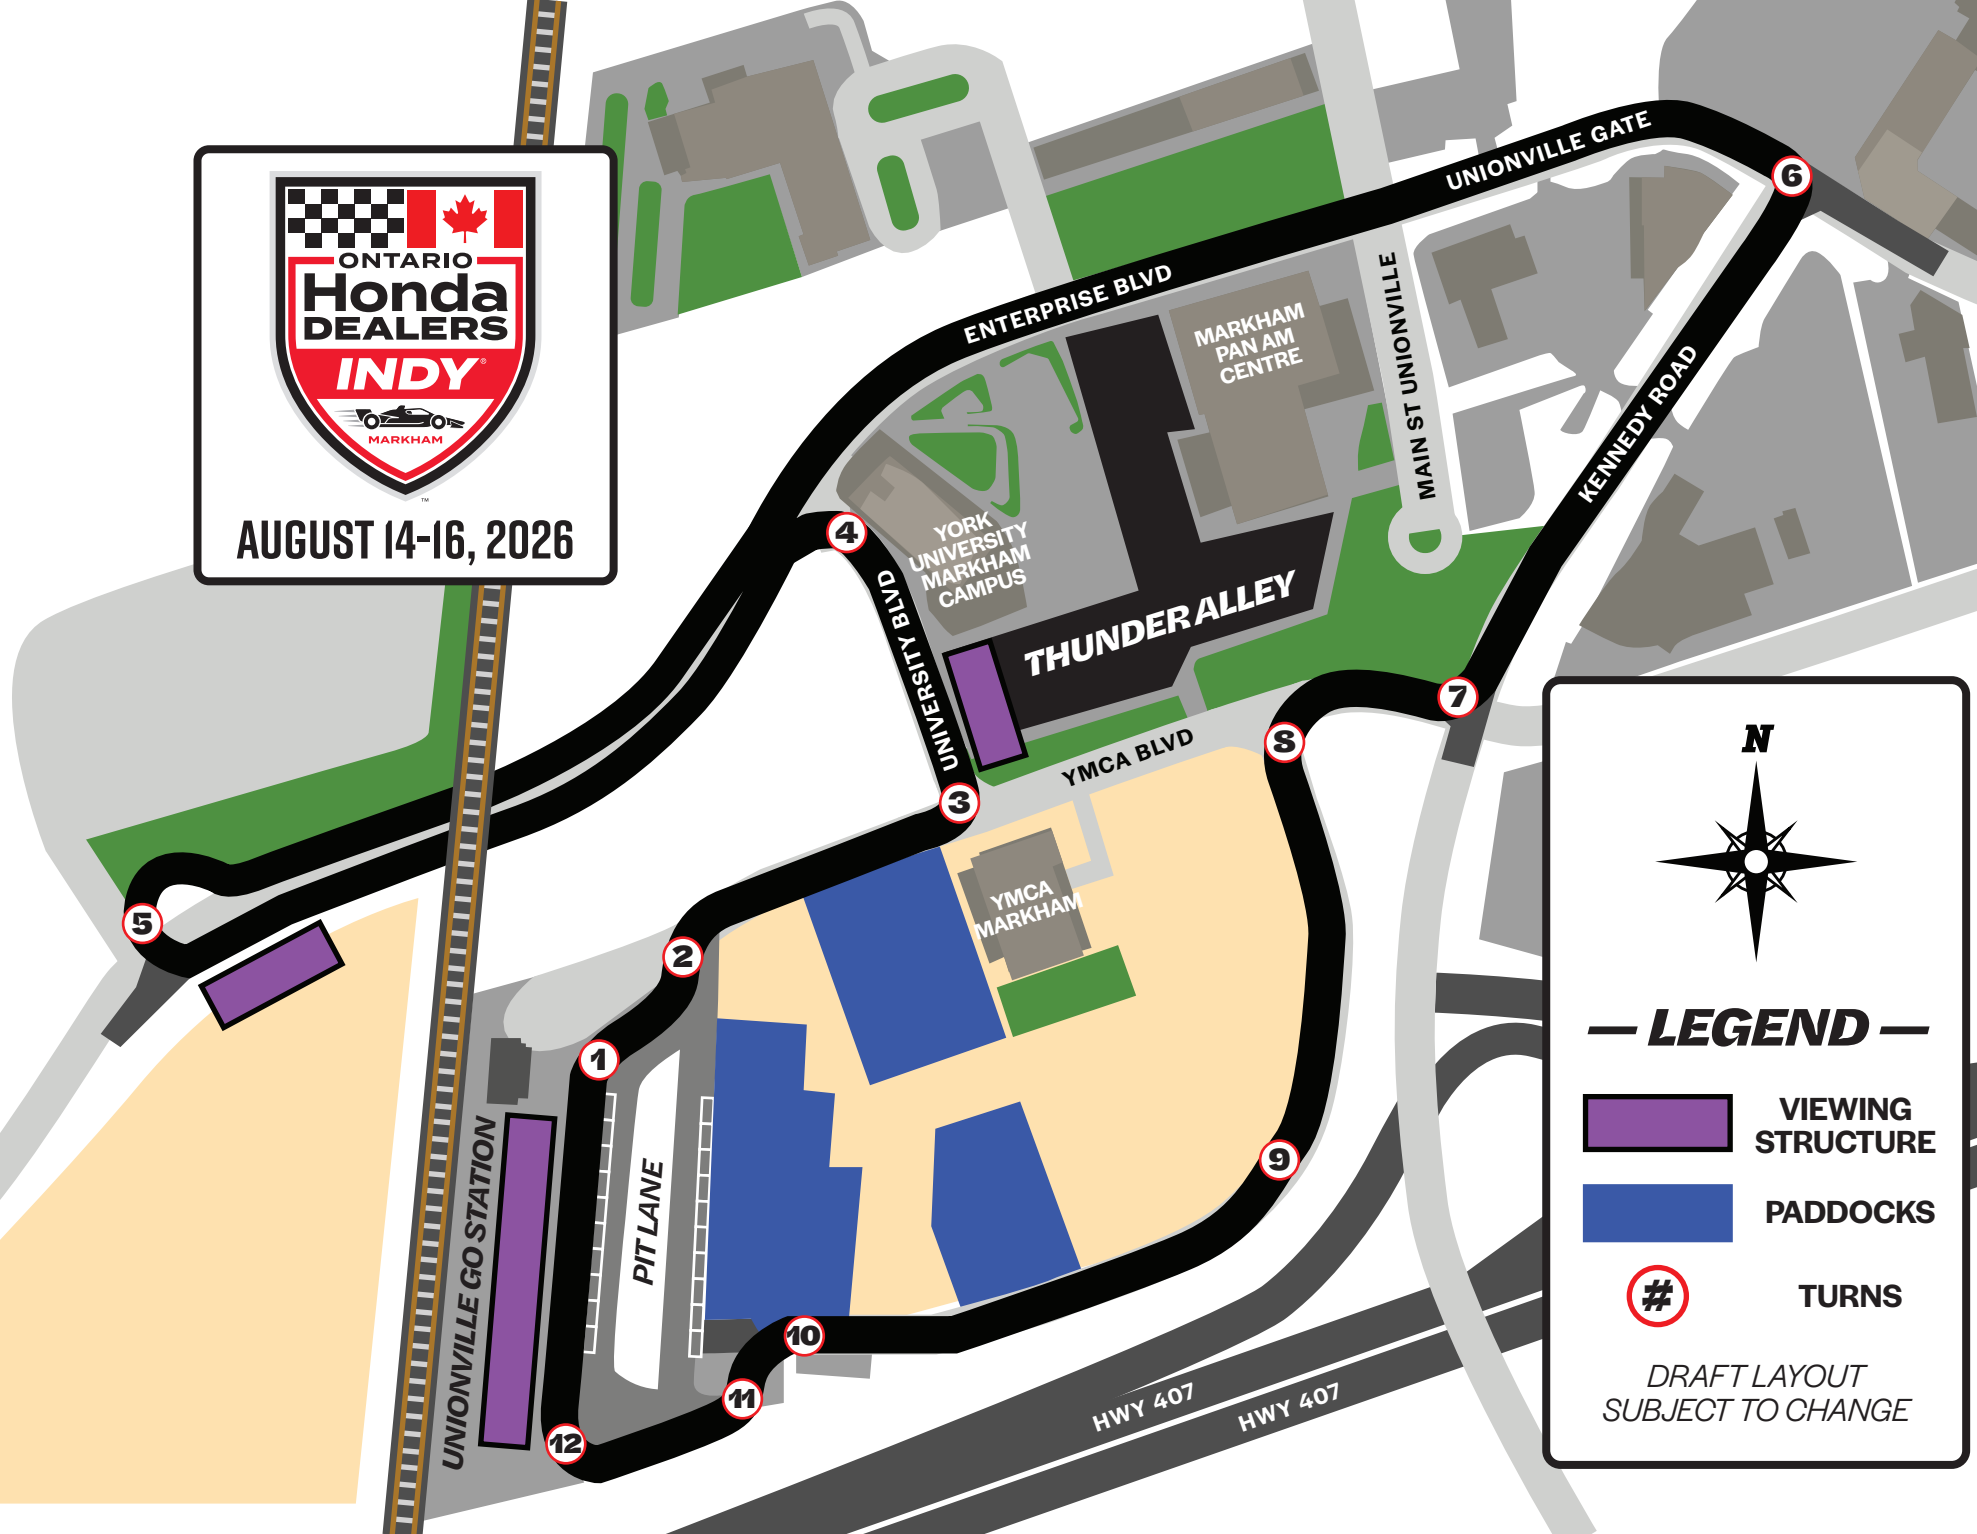 ONTARIO
Honda
DEALERS
INDY
MARKHAM
™
AUGUST 14-16, 2026
ENTERPRISE BLVD
UNIONVILLE GATE
6
MARKHAM
PAN AM
CENTRE
MAIN ST UNIONVILLE
KENNEDY ROAD
4
YORK
UNIVERSITY
MARKHAM
CAMPUS
UNIVERSITY BLVD
THUNDER ALLEY
7
8
YMCA BLVD
3
YMCA
MARKHAM
5
2
1
UNIONVILLE GO STATION
PIT LANE
9
10
11
12
HWY 407
HWY 407
N
LEGEND
VIEWING
STRUCTURE
PADDOCKS
#
TURNS
DRAFT LAYOUT
SUBJECT TO CHANGE